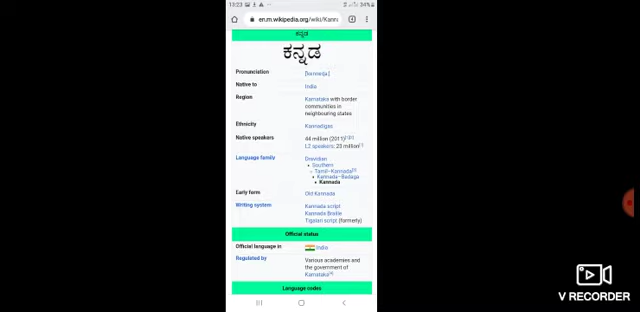 13:23 34%
en.m.wikipedia.org/wiki/Kann
ಕನ್ನಡ
ಕನ್ನಡ
Pronunciation
Native to India
Region Karnataka with border
communities in
neighbouring states
Ethnicity Kannadigas
Native speakers 44 million (2011)
L2 speakers: 23 million
Language family Dravidian
• Southern
• Tamil–Kannada
• Kannada–Badaga
• Kannada
Early form Old Kannada
Writing system Kannada script
Kannada Braille
Tigalari script (formerly)
Official status
Official language in India
Regulated by Various academies and
the government of
Karnataka
Language codes
V RECORDER